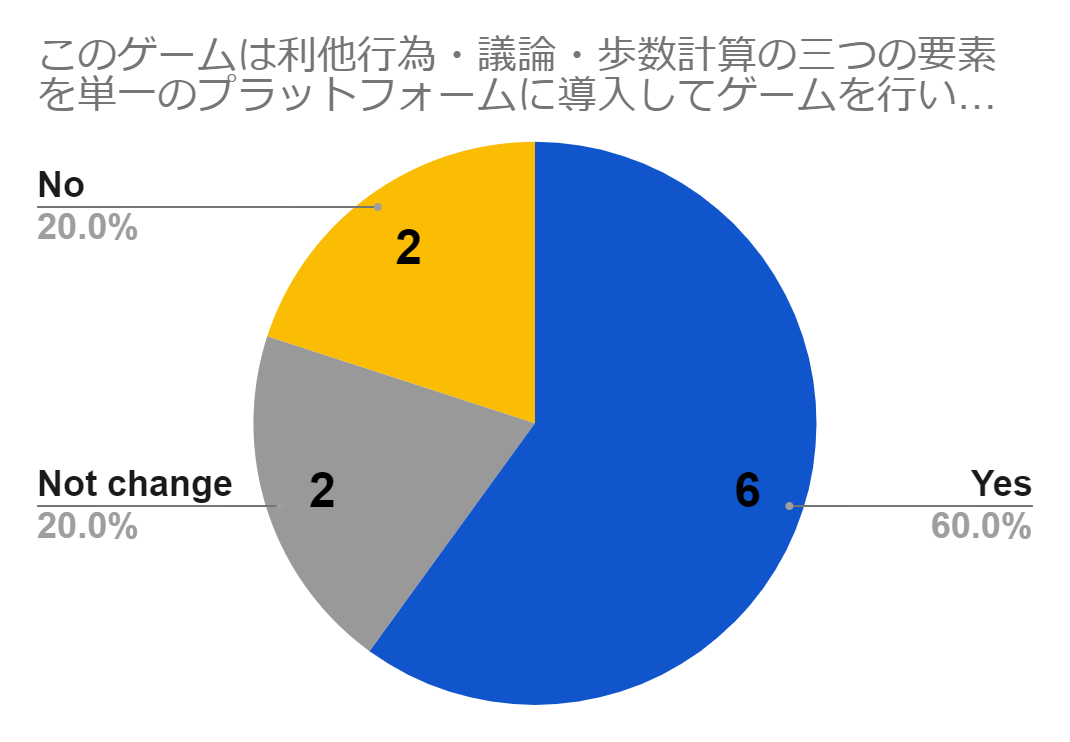 このゲームは利他行為・議論・歩数計算の三つの要素
を単一のプラットフォームに導入してゲームを行い…
No
20.0%
2
Not change
20.0%
2
6
Yes
60.0%